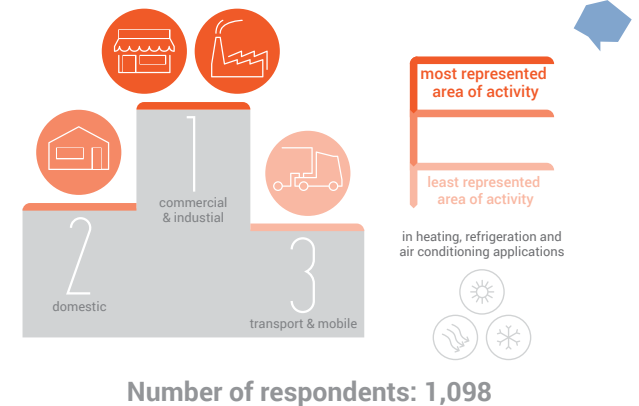 1
commercial
& industial
2
domestic
3
transport & mobile
most represented
area of activity
least represented
area of activity
in heating, refrigeration and
air conditioning applications
Number of respondents: 1,098